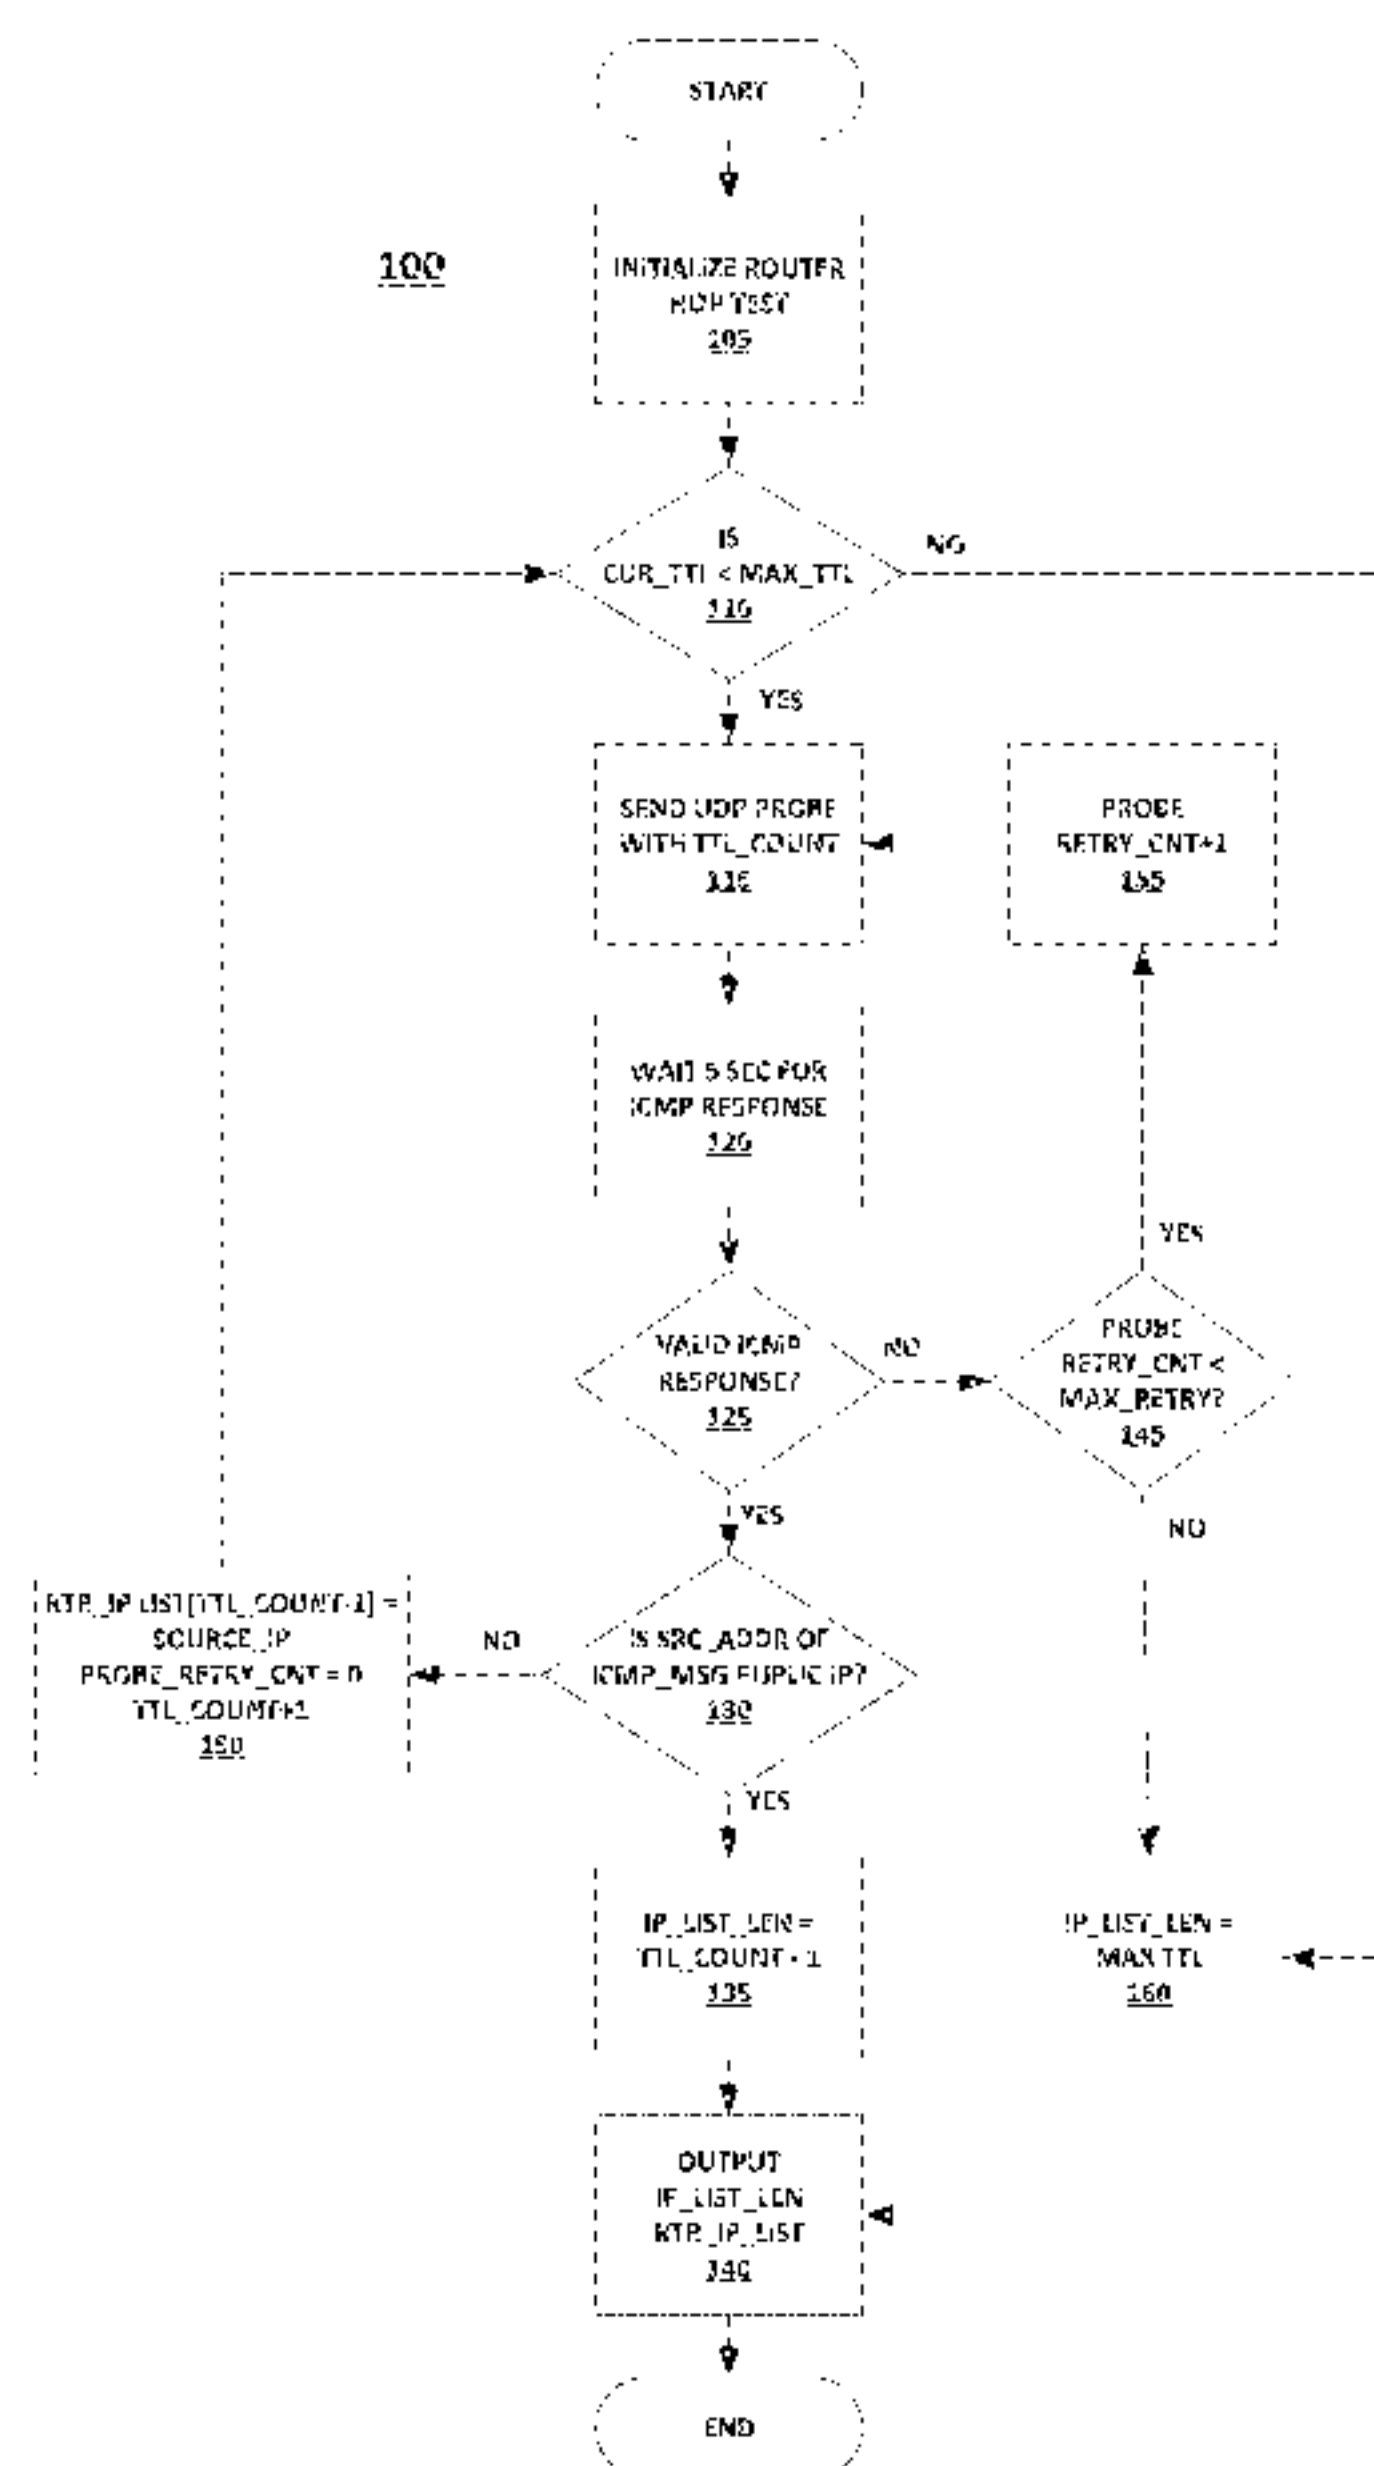 START
100
INITIALIZE ROUTER
HOP TEST
105
IS
CUR_TTL < MAX_TTL
110
NO
YES
SEND UDP PROBE
WITH TTL_COUNT
115
PROBE
RETRY_CNT+1
155
WAIT 5 SEC FOR
ICMP RESPONSE
120
YES
VALID ICMP
RESPONSE?
125
NO
PROBE
RETRY_CNT <
MAX_RETRY?
145
YES
NO
RTR_IP LIST[TTL_COUNT-1] =
SOURCE_IP
PROBE_RETRY_CNT = 0
TTL_COUNT+1
150
NO
IS SRC_ADDR OF
ICMP_MSG PUBLIC IP?
130
YES
IP_LIST_LEN =
TTL_COUNT - 1
135
IP_LIST_LEN =
MAX TTL
160
OUTPUT
IP_LIST_LEN
RTR_IP_LIST
140
END